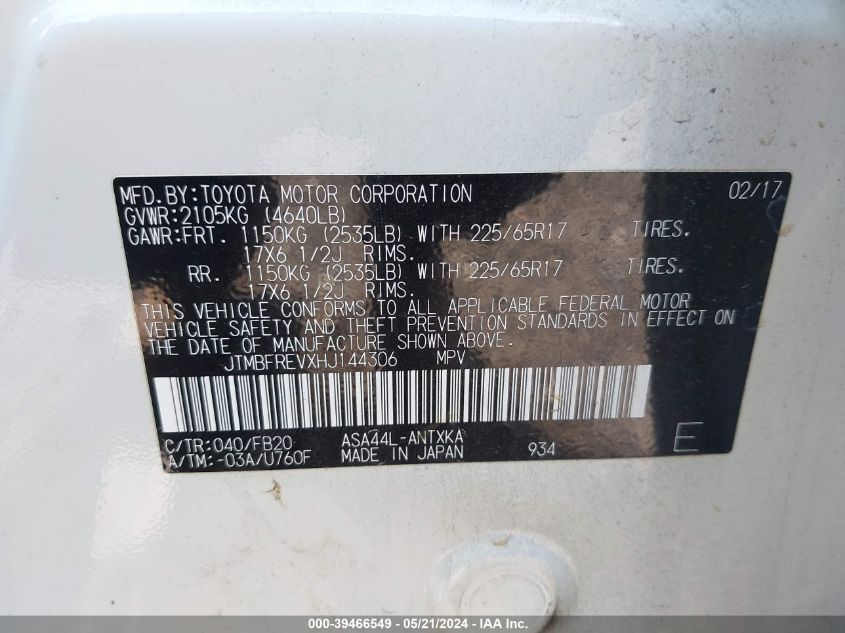 MFD.BY:TOYOTA MOTOR CORPORATION 02/17
GVWR:2105KG (4640LB)
GAWR:FRT. 1150KG (2535LB) WITH 225/65R17 TIRES.
17X6 1/2J RIMS.
RR. 1150KG (2535LB) WITH 225/65R17 TIRES.
17X6 1/2J RIMS.
THIS VEHICLE CONFORMS TO ALL APPLICABLE FEDERAL MOTOR
VEHICLE SAFETY AND THEFT PREVENTION STANDARDS IN EFFECT ON
THE DATE OF MANUFACTURE SHOWN ABOVE.
JTMBFREVXHJ144306 MPV
C/TR:040/FB20 ASA44L-ANTXKA
A/TM:-03A/U760F MADE IN JAPAN 934 E
000-39466549 - 05/21/2024 - IAA Inc.